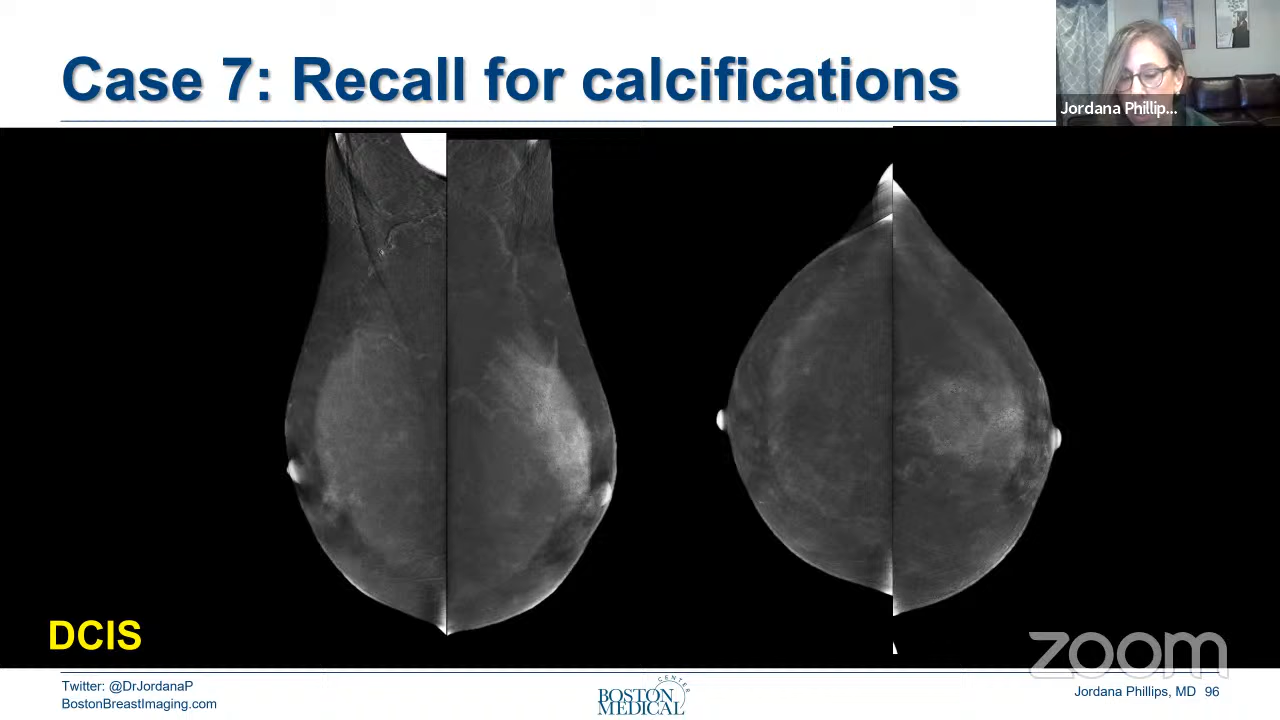 Case 7: Recall for calcifications
Jordana Phillip...
DCIS
zoom
Twitter: @DrJordanaP
BostonBreastImaging.com
BOSTON
MEDICAL
CENTER
Jordana Phillips, MD 96